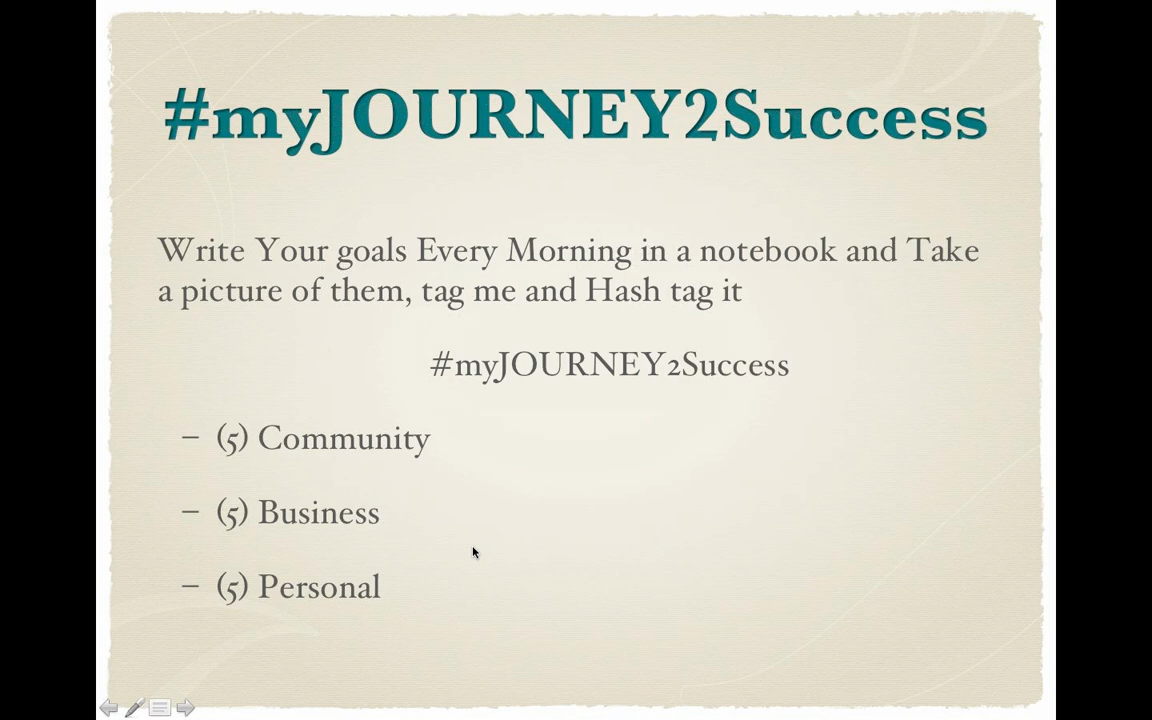 #myJOURNEY2Success
Write Your goals Every Morning in a notebook and Take
a picture of them, tag me and Hash tag it
#myJOURNEY2Success
– (5) Community
– (5) Business
– (5) Personal